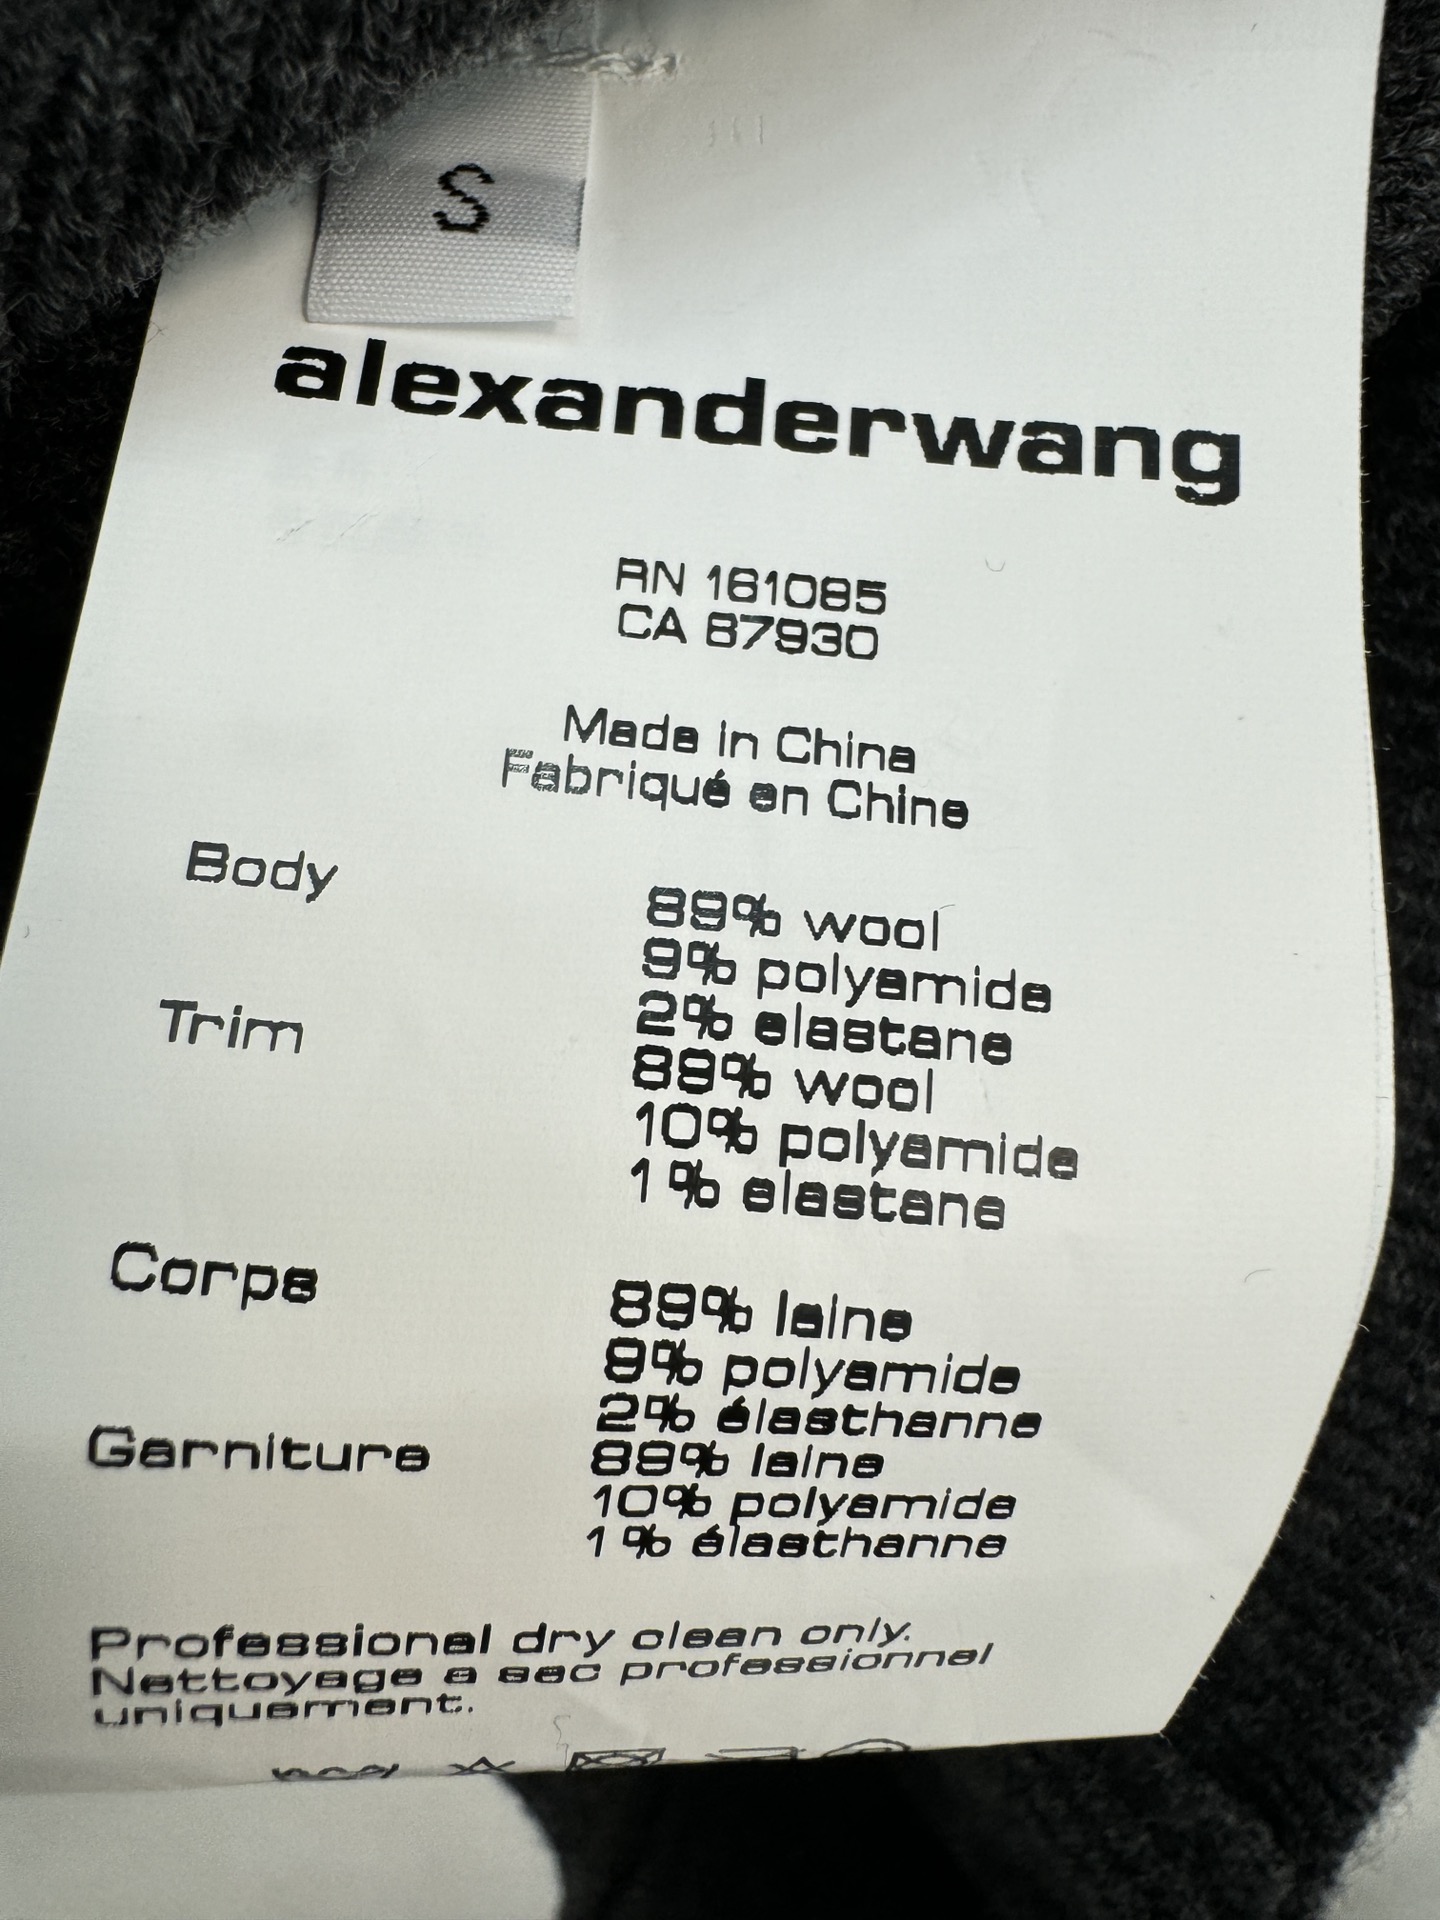 S
alexanderwang
RN 161085
CA 87930
Made in China
Fabriqué en Chine
Body
89% wool
9% polyamide
2% elastane
Trim
89% wool
10% polyamide
1% elastane
Corps
89% laine
9% polyamide
2% élasthanne
Garniture
89% laine
10% polyamide
1% élasthanne
Professional dry clean only.
Nettoyage a sec professionnel
uniquement.